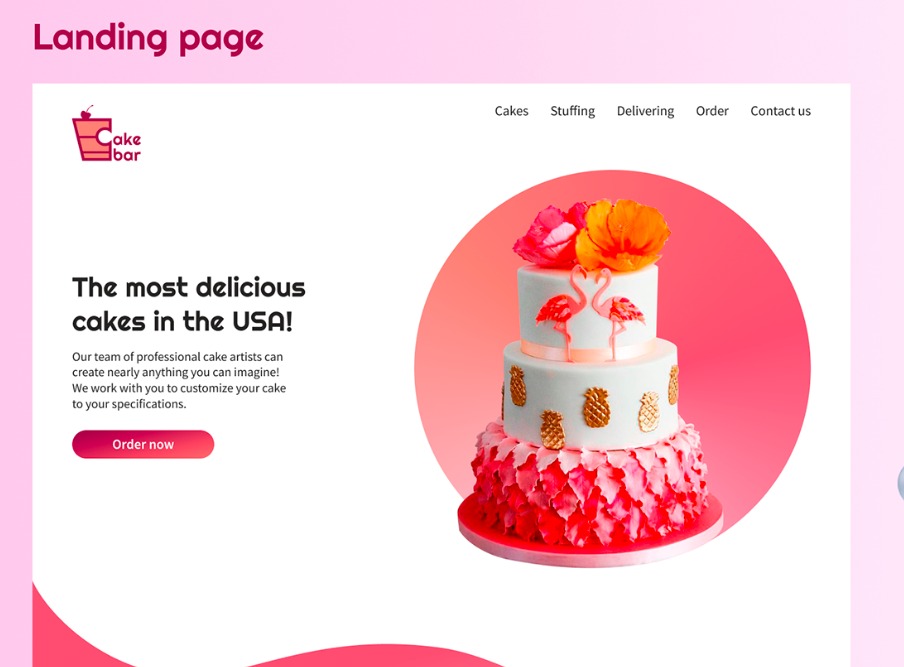 Landing page
Cake
bar
Cakes Stuffing Delivering Order Contact us
The most delicious
cakes in the USA!
Our team of professional cake artists can
create nearly anything you can imagine!
We work with you to customize your cake
to your specifications.
Order now